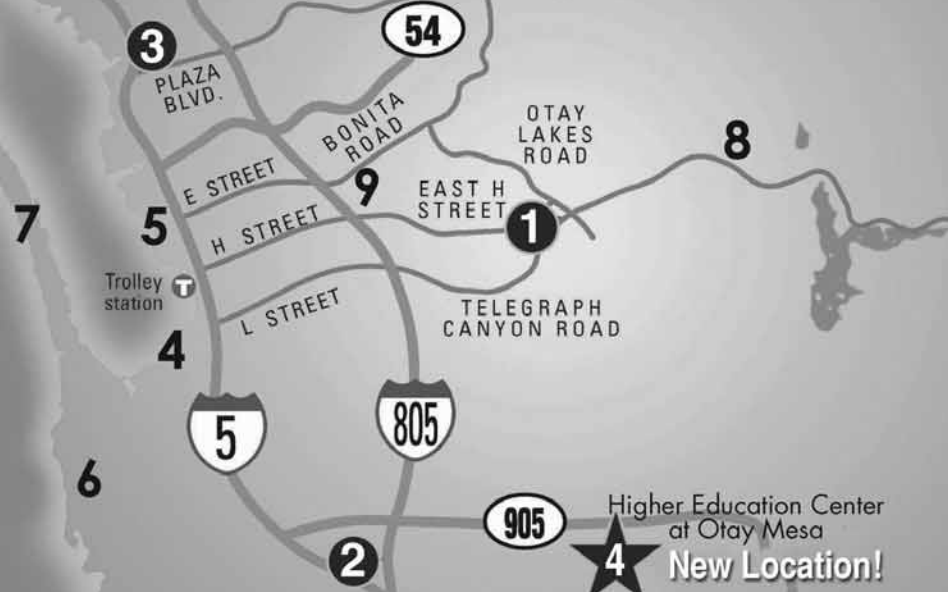 3
54
PLAZA
BLVD.
BONITA
ROAD
OTAY
LAKES
ROAD
8
E STREET
9
EAST H
STREET
1
7
5
H STREET
Trolley
station
T
L STREET
TELEGRAPH
CANYON ROAD
4
5
805
6
905
Higher Education Center
at Otay Mesa
2
4
New Location!